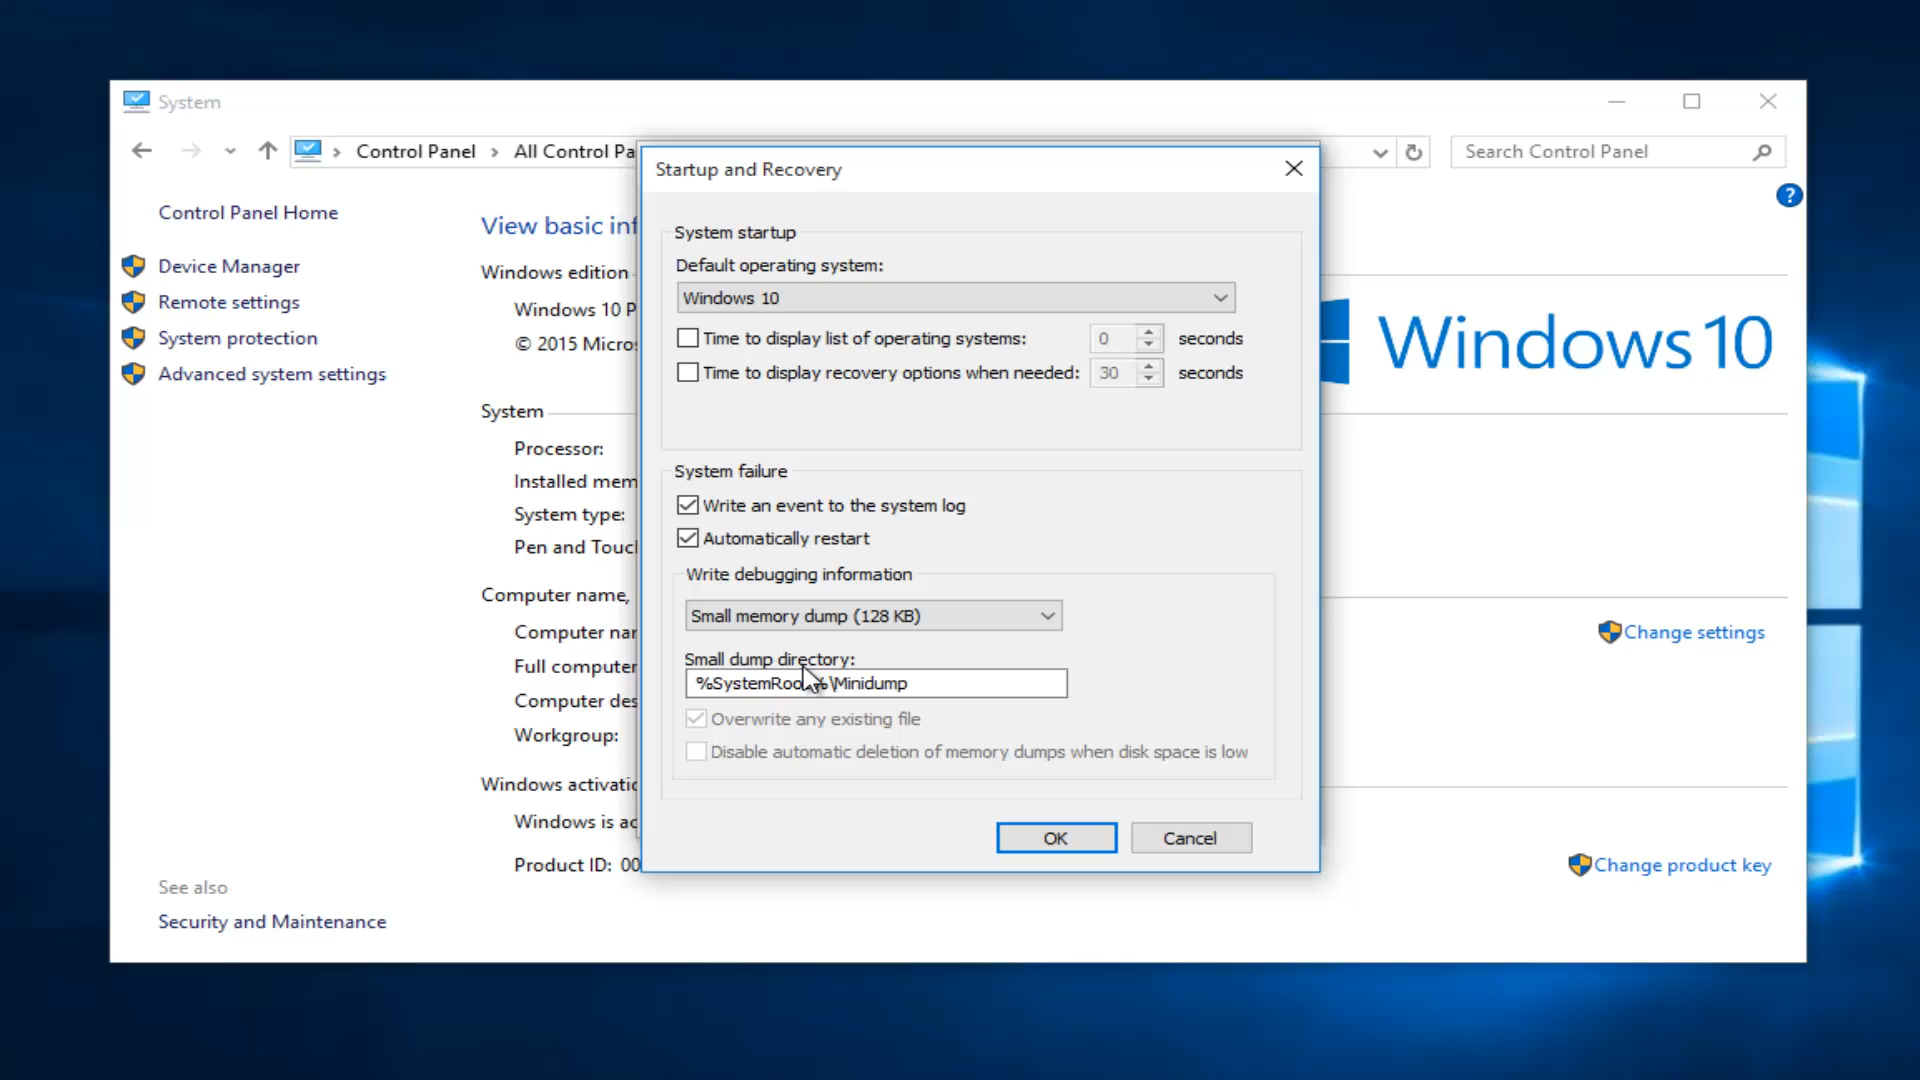 System
Control Panel
All Control Pa
Search Control Panel
?
Control Panel Home
Device Manager
Remote settings
System protection
Advanced system settings
See also
Security and Maintenance
View basic inf
Windows edition
Windows 10 P
© 2015 Micros
System
Processor:
Installed mem
System type:
Pen and Touc
Computer name,
Computer nar
Full computer
Computer des
Workgroup:
Windows activatio
Windows is ac
Product ID: 00
Startup and Recovery
System startup
Default operating system:
Windows 10
Time to display list of operating systems: 0 seconds
Time to display recovery options when needed: 30 seconds
System failure
Write an event to the system log
Automatically restart
Write debugging information
Small memory dump (128 KB)
Small dump directory:
%SystemRoo%\Minidump
Overwrite any existing file
Disable automatic deletion of memory dumps when disk space is low
OK
Cancel
Windows 10
Change settings
Change product key